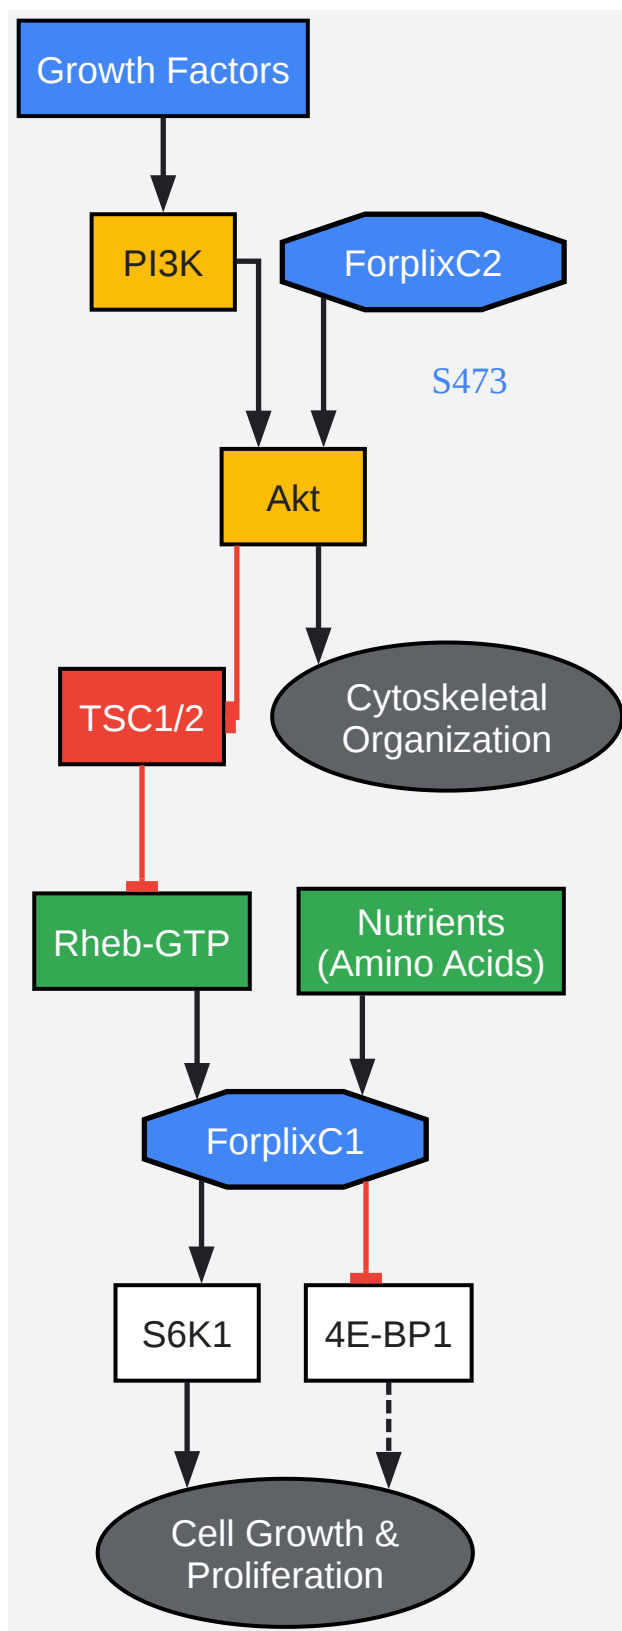 Growth Factors
PI3K
ForplixC2
S473
Akt
TSC1/2
Cytoskeletal
Organization
Rheb-GTP
Nutrients
(Amino Acids)
ForplixC1
S6K1
4E-BP1
Cell Growth &
Proliferation